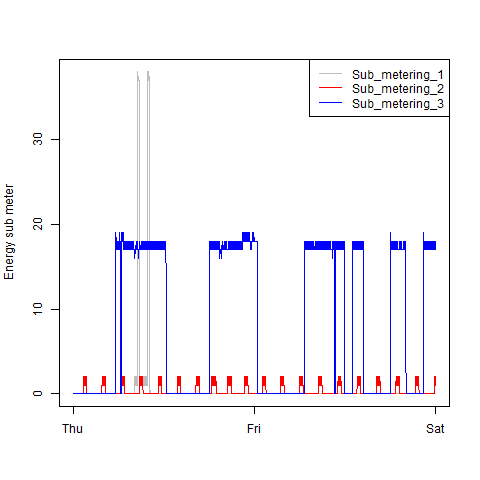 Sub_metering_1
Sub_metering_2
Sub_metering_3
Energy sub meter
30
20
10
0
Thu Fri Sat